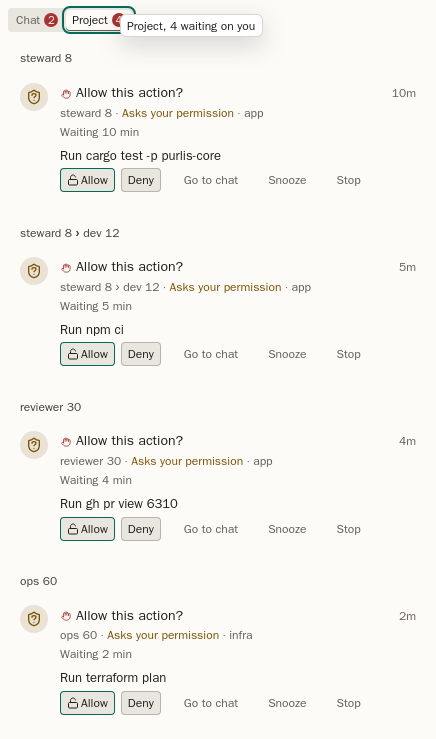 Chat 2 Project 4
Project, 4 waiting on you
steward 8
Allow this action? 10m
steward 8 · Asks your permission · app
Waiting 10 min
Run cargo test -p purlis-core
Allow Deny Go to chat Snooze Stop
steward 8 › dev 12
Allow this action? 5m
steward 8 › dev 12 · Asks your permission · app
Waiting 5 min
Run npm ci
Allow Deny Go to chat Snooze Stop
reviewer 30
Allow this action? 4m
reviewer 30 · Asks your permission · app
Waiting 4 min
Run gh pr view 6310
Allow Deny Go to chat Snooze Stop
ops 60
Allow this action? 2m
ops 60 · Asks your permission · infra
Waiting 2 min
Run terraform plan
Allow Deny Go to chat Snooze Stop